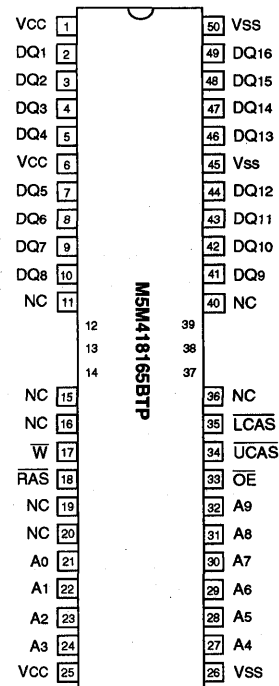 VCC 1 50 VSS
DQ1 2 49 DQ16
DQ2 3 48 DQ15
DQ3 4 47 DQ14
DQ4 5 46 DQ13
VCC 6 45 Vss
DQ5 7 44 DQ12
DQ6 8 43 DQ11
DQ7 9 42 DQ10
DQ8 10 41 DQ9
NC 11 40 NC
12 39
13 38
14 37
M5M418165BTP
NC 15 36 NC
NC 16 35 LCAS
W 17 34 UCAS
RAS 18 33 OE
NC 19 32 A9
NC 20 31 A8
A0 21 30 A7
A1 22 29 A6
A2 23 28 A5
A3 24 27 A4
VCC 25 26 VSS